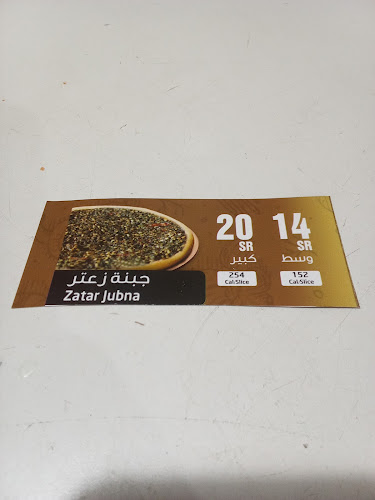 14
SR
وسط
152
Cal:Slice
20
SR
كبير
254
Cal:Slice
جبنة زعتر
Zatar Jubna